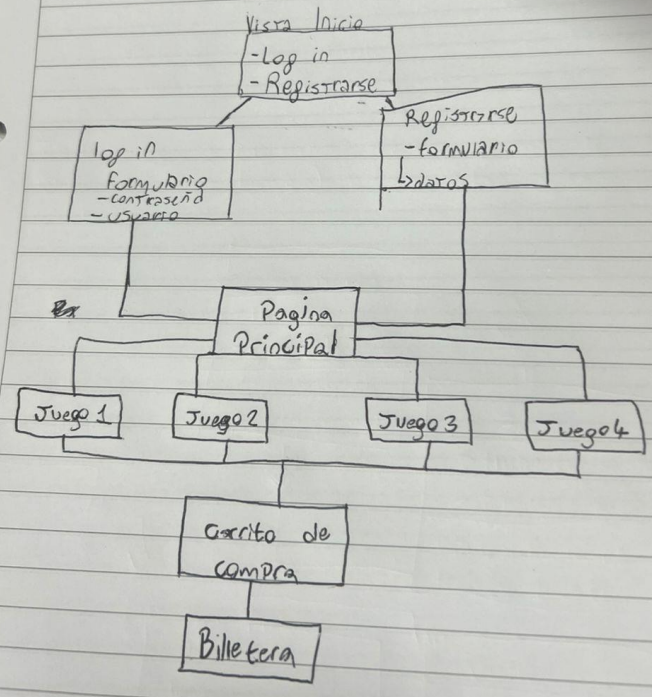 Vista Inicio
-Log in
-Registrarse
log in
formulario
-contraseña
-usuario
Registrarse
-formulario
↳datos
Pagina
Principal
Juego 1
Juego 2
Juego 3
Juego 4
Carrito de
compra
Billetera